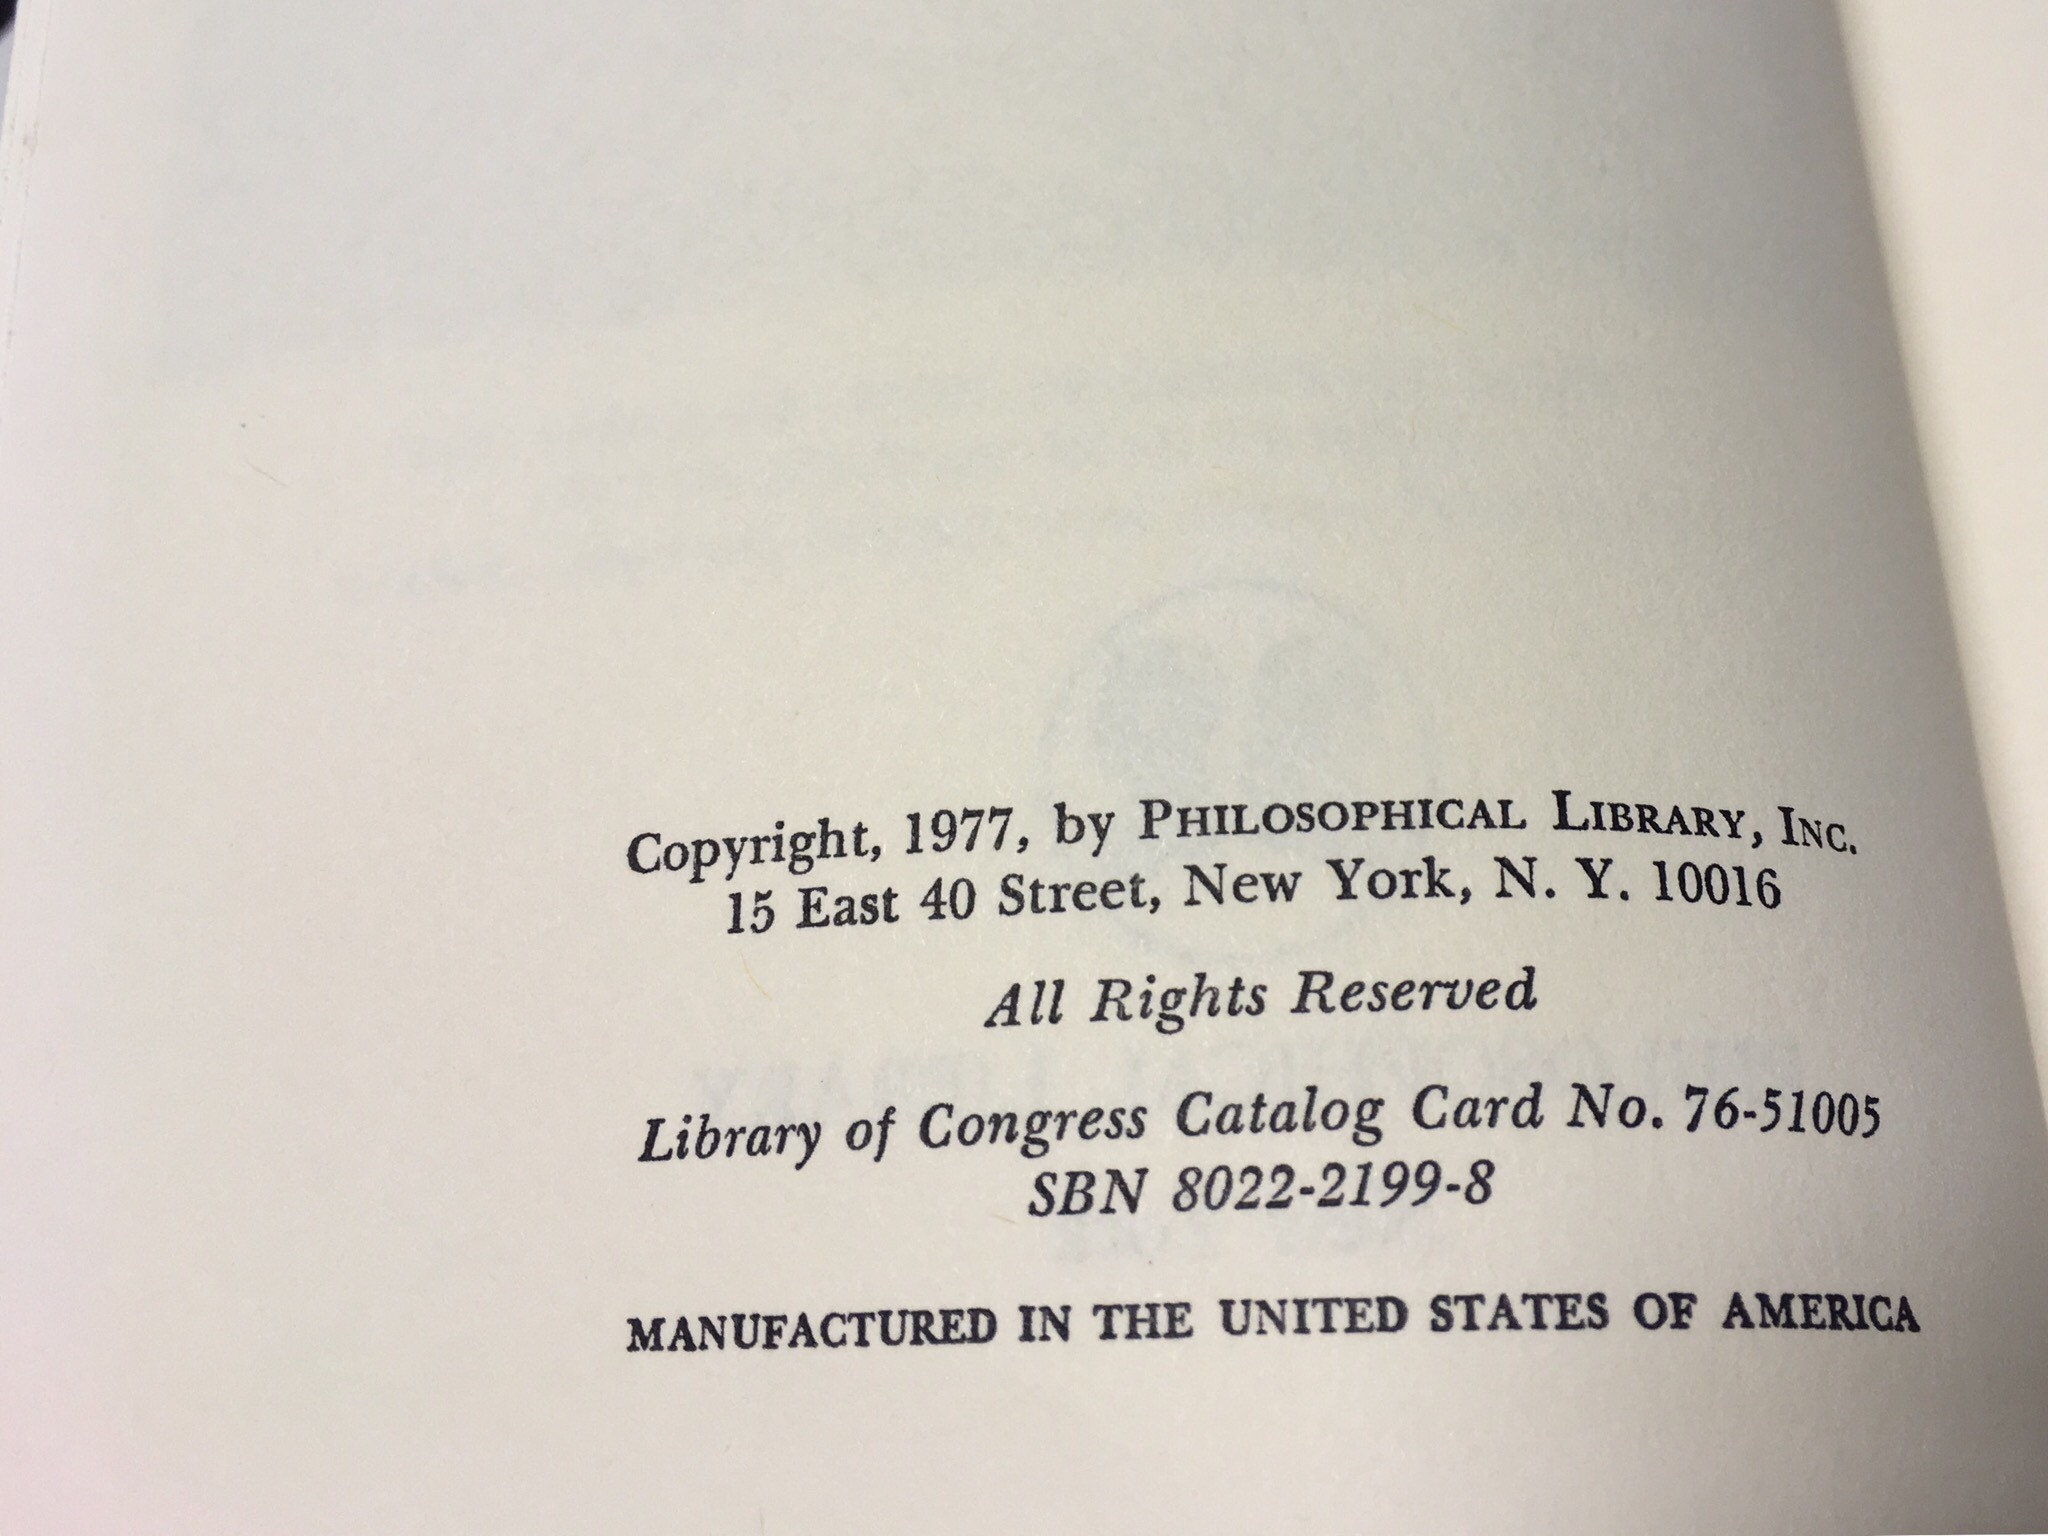 Copyright, 1977, by PHILOSOPHICAL LIBRARY, INC.
15 East 40 Street, New York, N. Y. 10016
All Rights Reserved
Library of Congress Catalog Card No. 76-51005
SBN 8022-2199-8
MANUFACTURED IN THE UNITED STATES OF AMERICA